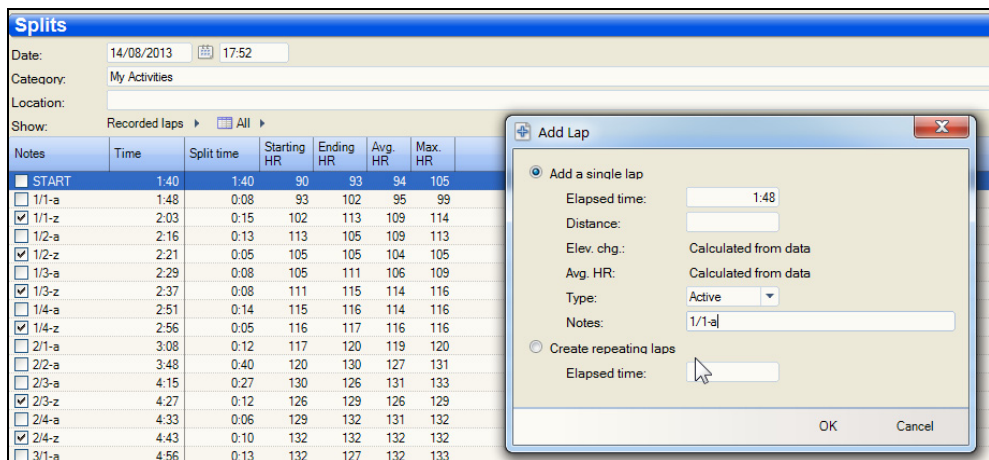 Splits
Date: 14/08/2013 17:52
Category: My Activities
Location:
Show: Recorded laps All
Notes Time Split time Starting HR Ending HR Avg. HR Max. HR
START 1:40 1:40 90 93 94 105
1/1-a 1:48 0:08 93 102 95 99
1/1-z 2:03 0:15 102 113 109 114
1/2-a 2:16 0:13 113 105 109 113
1/2-z 2:21 0:05 105 105 104 105
1/3-a 2:29 0:08 105 111 106 109
1/3-z 2:37 0:08 111 115 114 116
1/4-a 2:51 0:14 115 116 114 116
1/4-z 2:56 0:05 116 117 116 116
2/1-a 3:08 0:12 117 120 119 120
2/2-a 3:48 0:40 120 130 127 131
2/3-a 4:15 0:27 130 126 131 133
2/3-z 4:27 0:12 126 129 126 129
2/4-a 4:33 0:06 129 132 131 132
2/4-z 4:43 0:10 132 132 132 132
3/1-a 4:56 0:13 132 127 132 133
Add Lap
Add a single lap
Elapsed time: 1:48
Distance:
Elev. chg.: Calculated from data
Avg. HR: Calculated from data
Type: Active
Notes: 1/1-a
Create repeating laps
Elapsed time:
OK Cancel